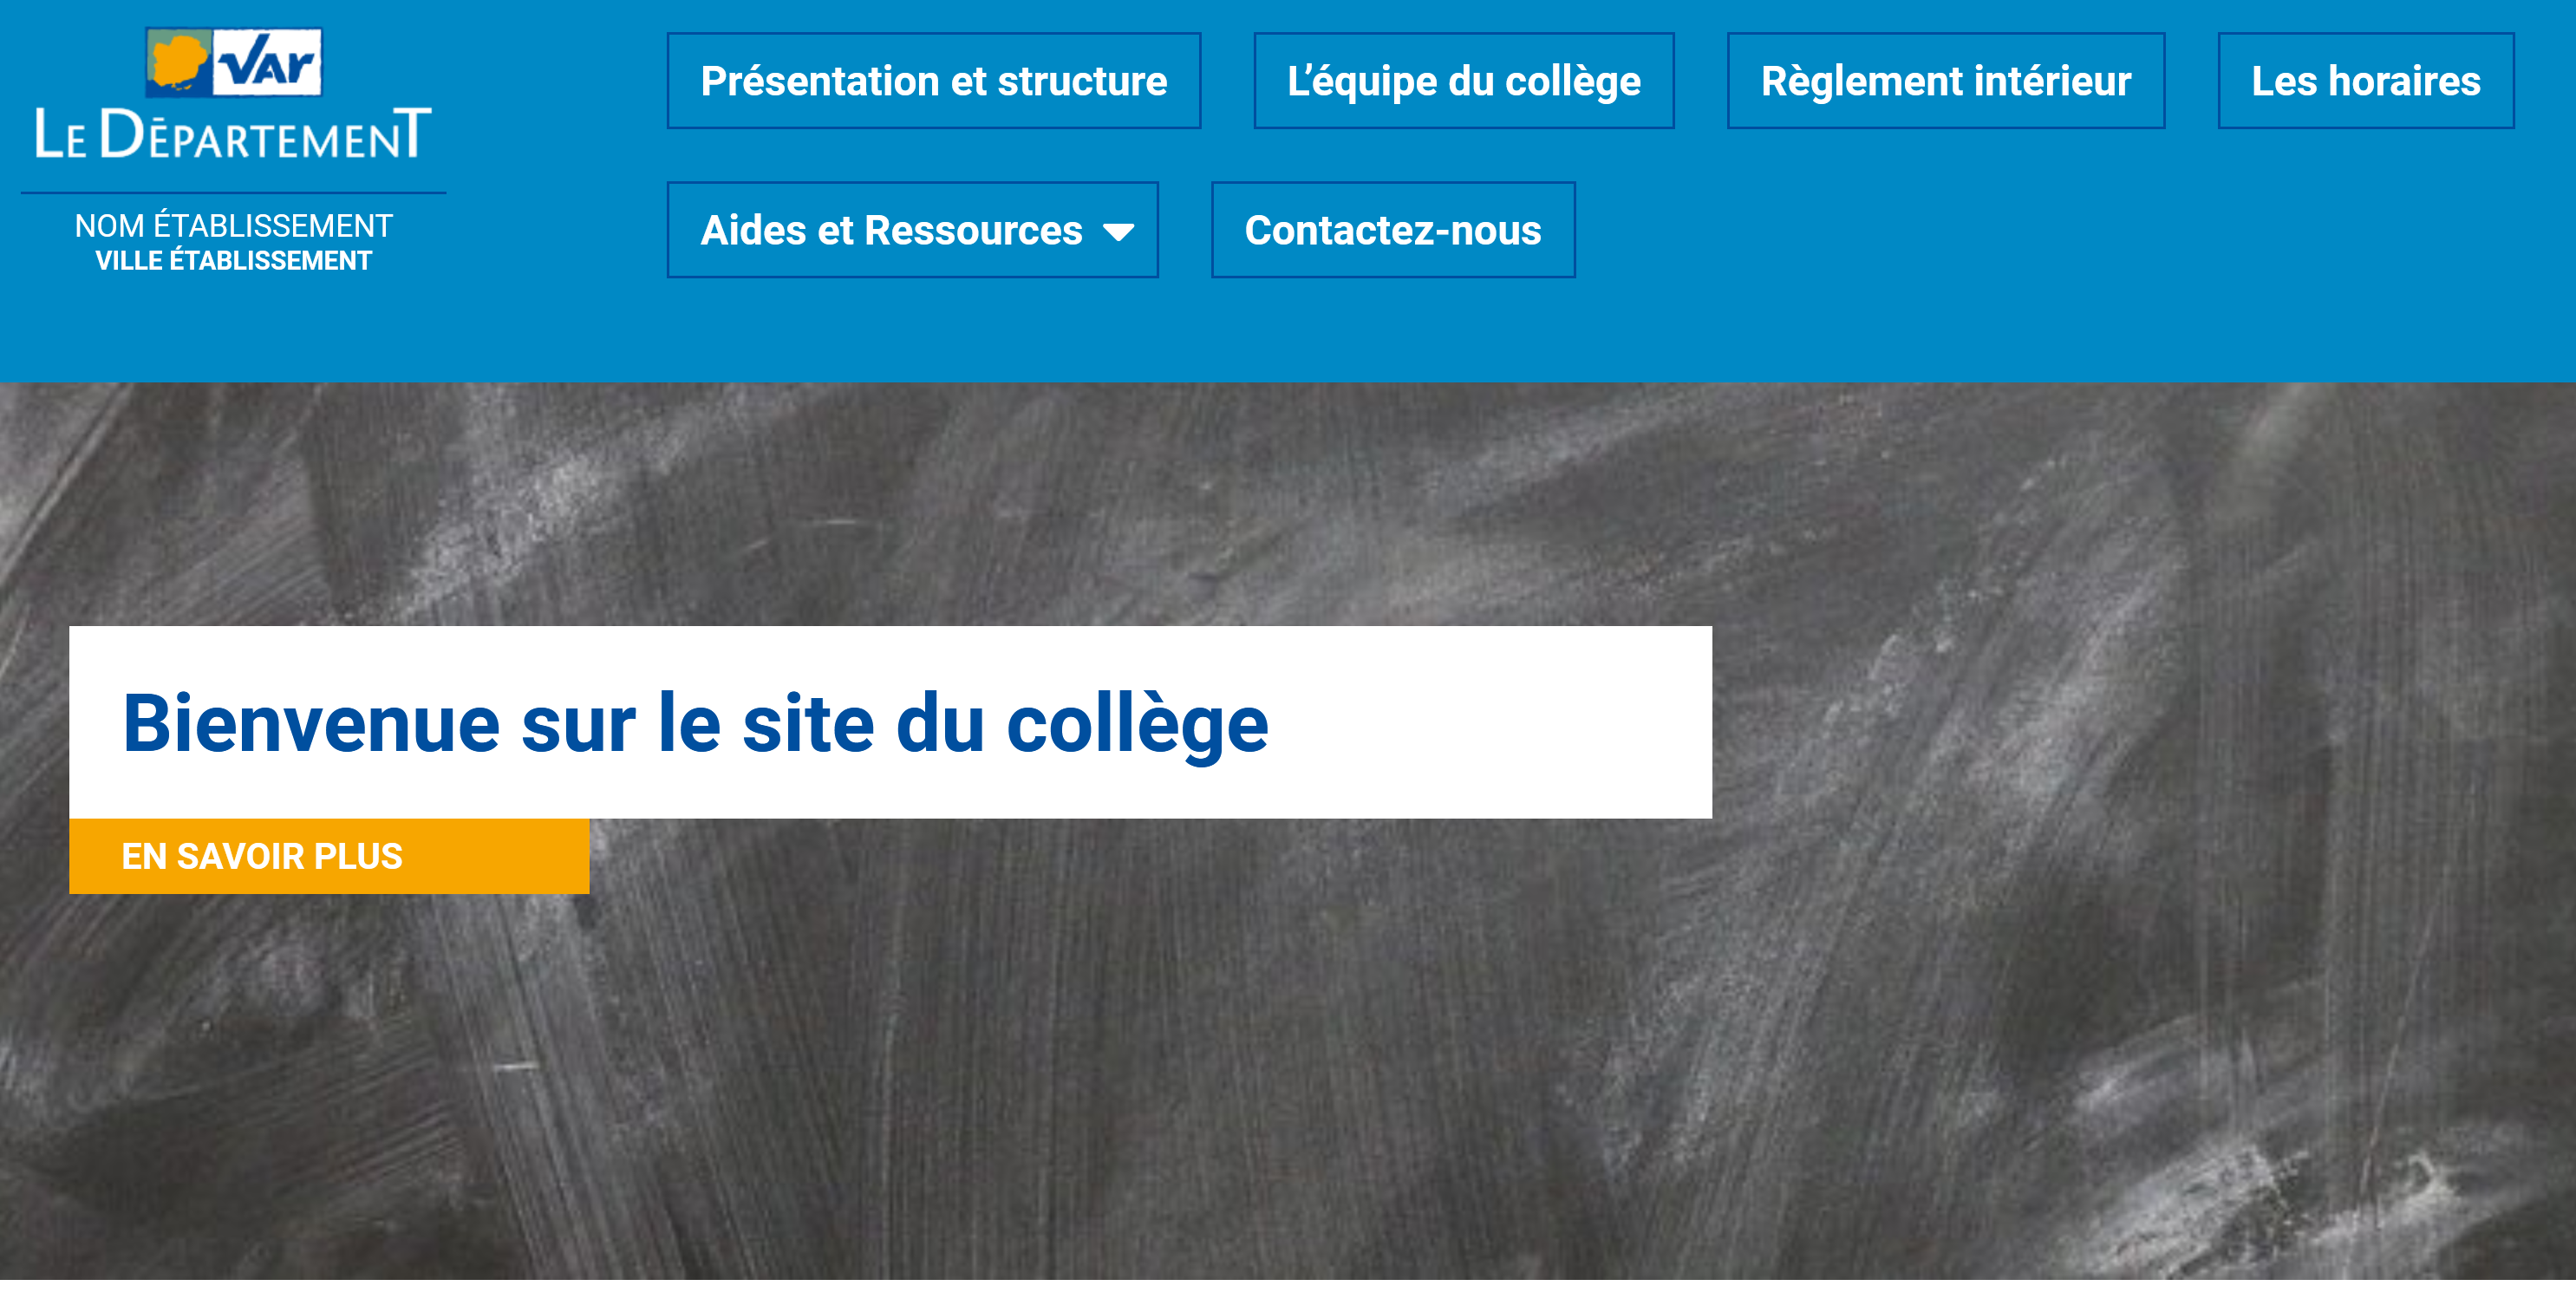 Var
LE DÉPARTEMENT
NOM ÉTABLISSEMENT
VILLE ÉTABLISSEMENT
Présentation et structure
L’équipe du collège
Règlement intérieur
Les horaires
Aides et Ressources
Contactez-nous
Bienvenue sur le site du collège
EN SAVOIR PLUS